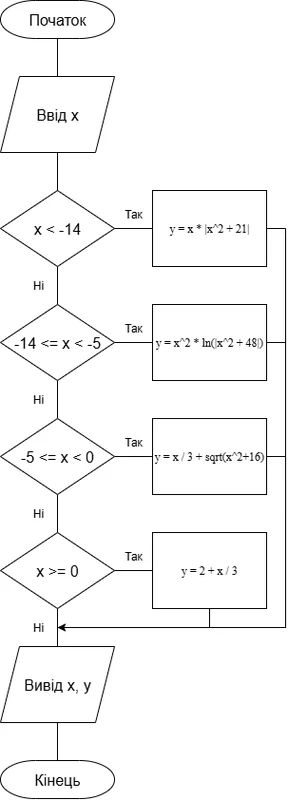 Початок
Ввід x
x < -14
Так
y = x * |x^2 + 21|
Ні
-14 <= x < -5
Так
y = x^2 * ln(|x^2 + 48|)
Ні
-5 <= x < 0
Так
y = x / 3 + sqrt(x^2+16)
Ні
x >= 0
Так
y = 2 + x / 3
Ні
Вивід x, y
Кінець